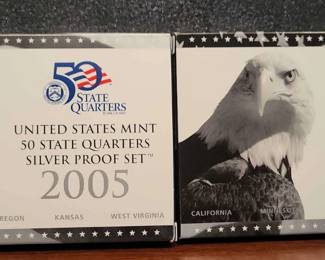 50
STATE
QUARTERS
UNITED STATES MINT
50 STATE QUARTERS
SILVER PROOF SET™
2005
KANSAS WEST VIRGINIA
CALIFORNIA